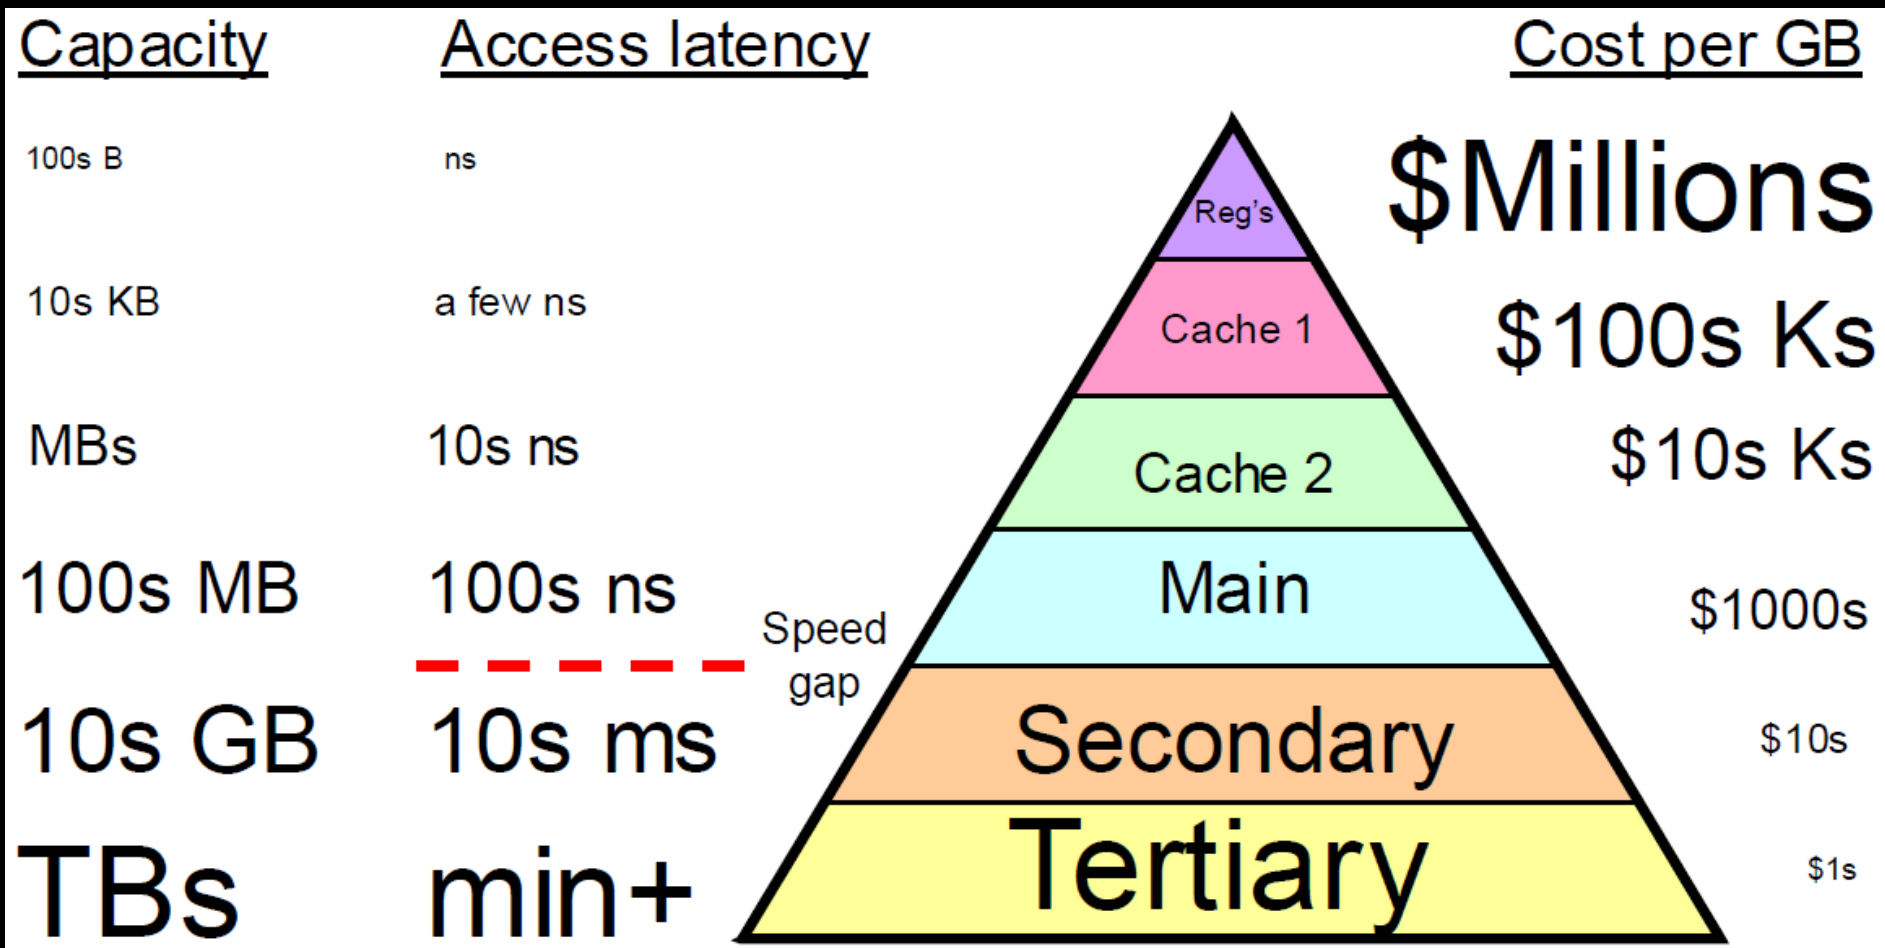 Capacity
Access latency
Cost per GB
100s B
ns
Reg's
$Millions
10s KB
a few ns
Cache 1
$100s Ks
MBs
10s ns
Cache 2
$10s Ks
100s MB
100s ns
Main
$1000s
Speed
gap
10s GB
10s ms
Secondary
$10s
TBs
min+
Tertiary
$1s